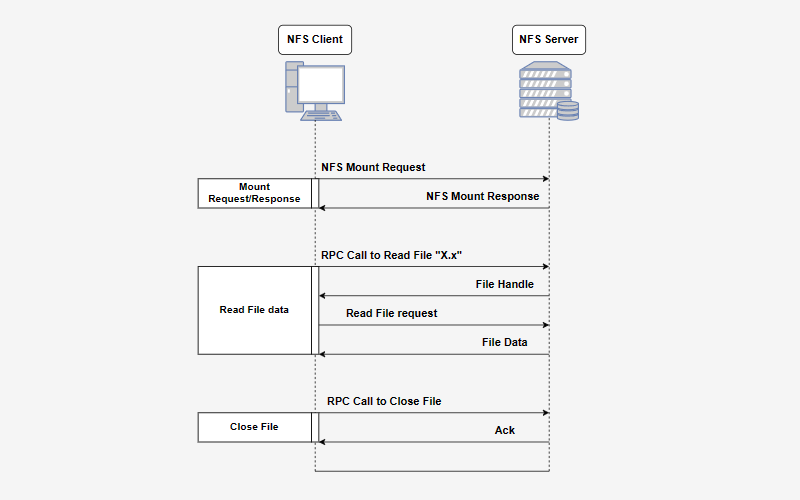 NFS Client
NFS Server
NFS Mount Request
Mount
Request/Response
NFS Mount Response
RPC Call to Read File "X.x"
File Handle
Read File data
Read File request
File Data
RPC Call to Close File
Close File
Ack